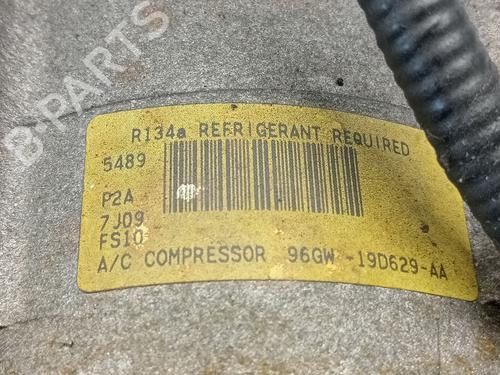 B-PARTS
R134a REFRIGERANT REQUIRED
5489
P2A
7J09
FS10
A/C COMPRESSOR 96GW -19D629-AA